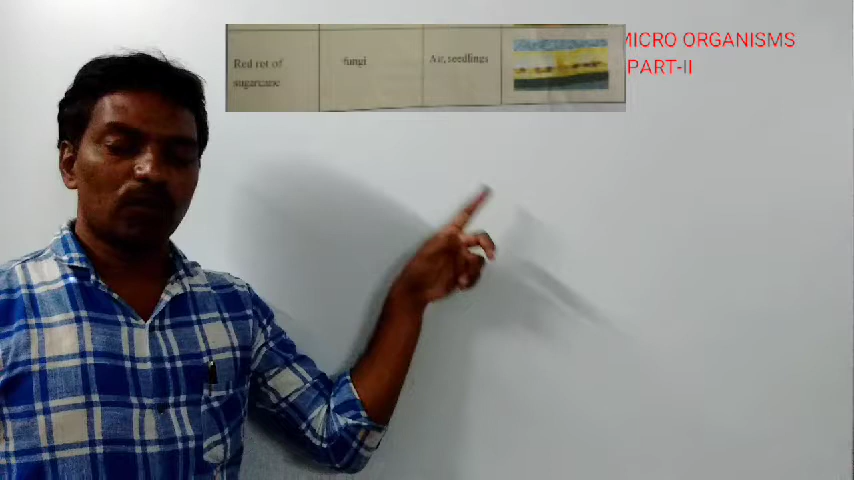 Red rot of
sugarcane
fungi
Air, seedlings
MICRO ORGANISMS
PART-II